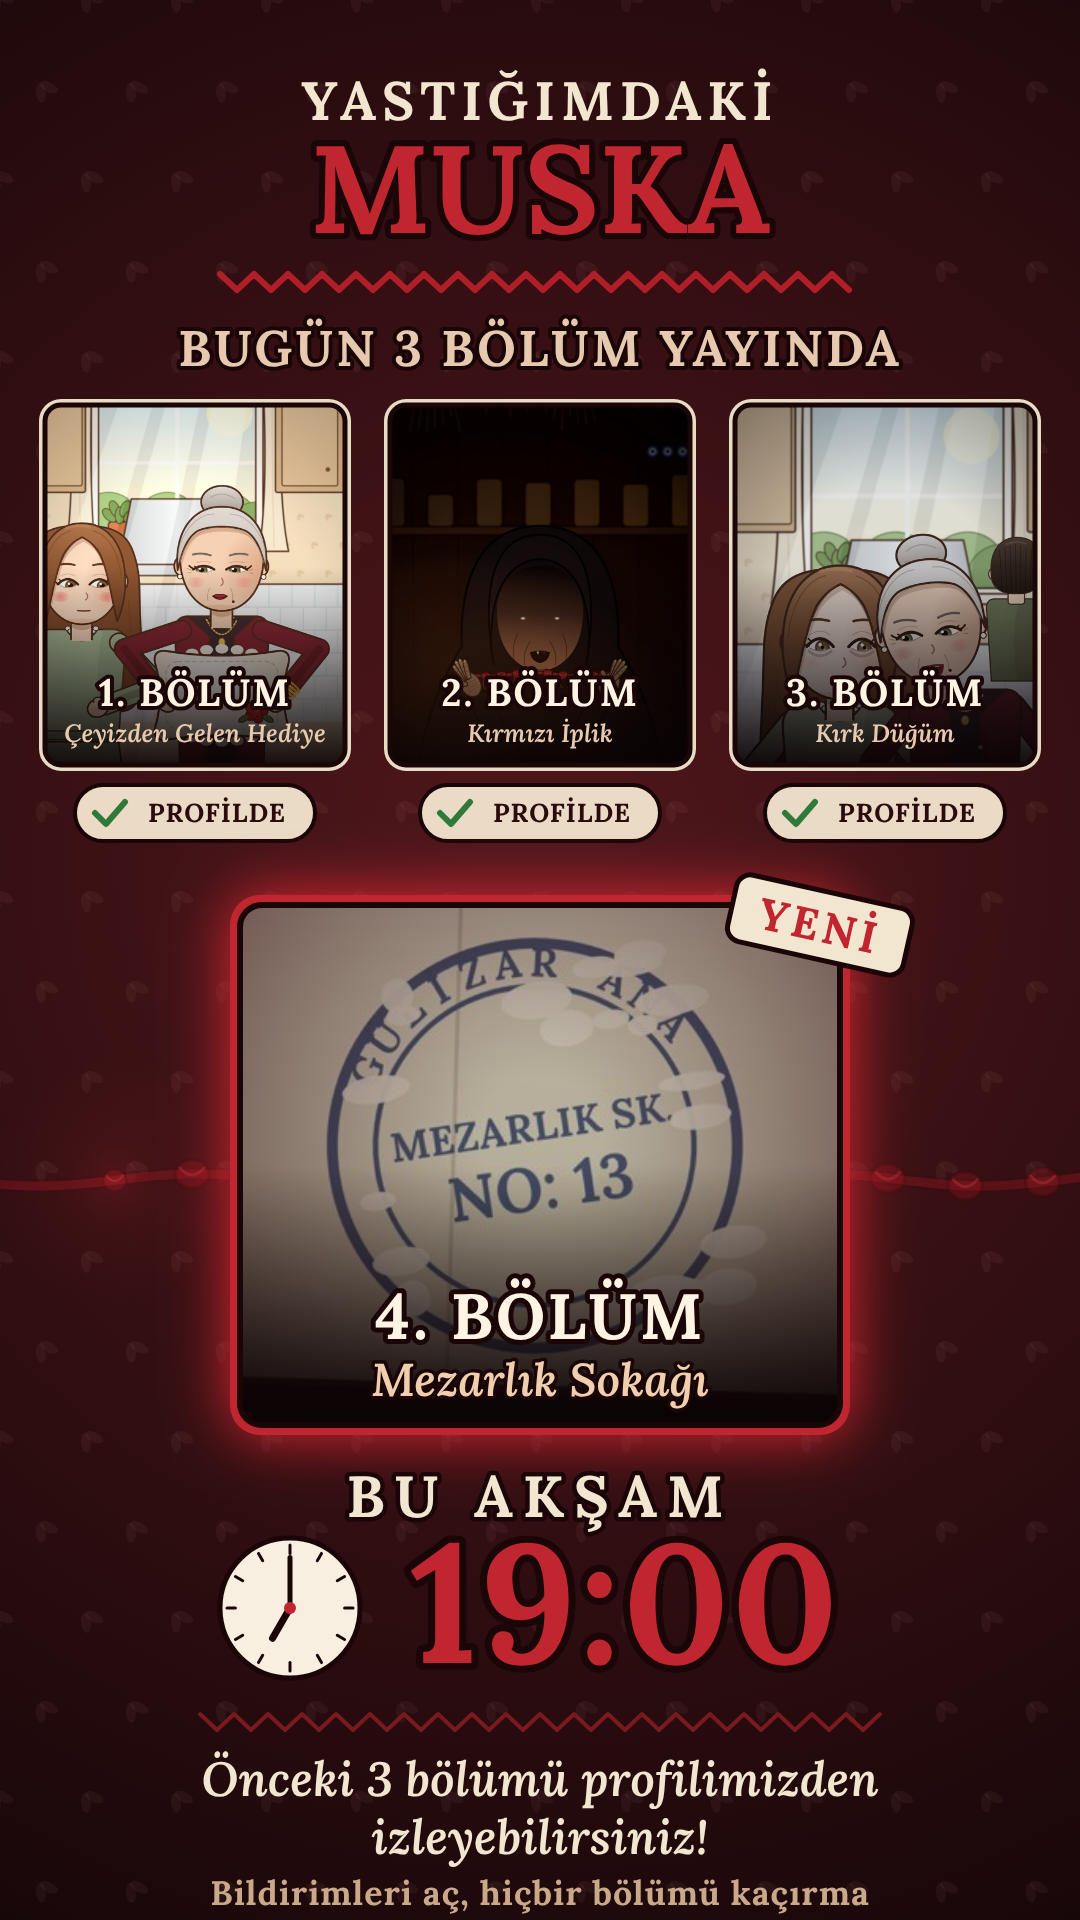 YASTIĞIMDAKİ
MUSKA
BUGÜN 3 BÖLÜM YAYINDA
1. BÖLÜM
Çeyizden Gelen Hediye
2. BÖLÜM
Kırmızı İplik
3. BÖLÜM
Kırk Düğüm
PROFİLDE
PROFİLDE
PROFİLDE
YENİ
GÜLİZAR ANA
MEZARLIK SK.
NO: 13
4. BÖLÜM
Mezarlık Sokağı
BU AKŞAM
19:00
Önceki 3 bölümü profilimizden
izleyebilirsiniz!
Bildirimleri aç, hiçbir bölümü kaçırma